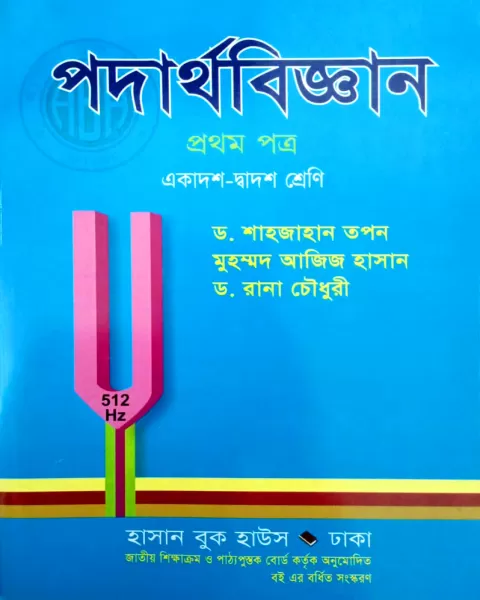 পদার্থবিজ্ঞান
প্রথম পত্র
একাদশ-দ্বাদশ শ্রেণি
ড. শাহজাহান তপন
মুহম্মদ আজিজ হাসান
ড. রানা চৌধুরী
512
Hz
হাসান বুক হাউস ঢাকা
জাতীয় শিক্ষাক্রম ও পাঠ্যপুস্তক বোর্ড কর্তৃক অনুমোদিত
বই এর বর্ধিত সংস্করণ